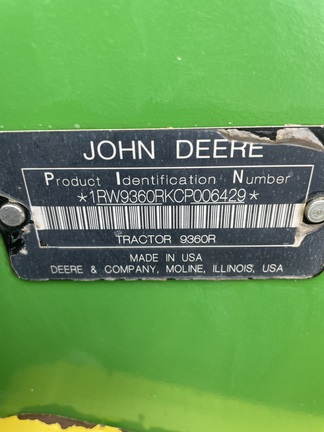 JOHN DEERE
Product Identification Number
*1RW9360RKCP006429*
TRACTOR 9360R
MADE IN USA
DEERE & COMPANY, MOLINE, ILLINOIS, USA